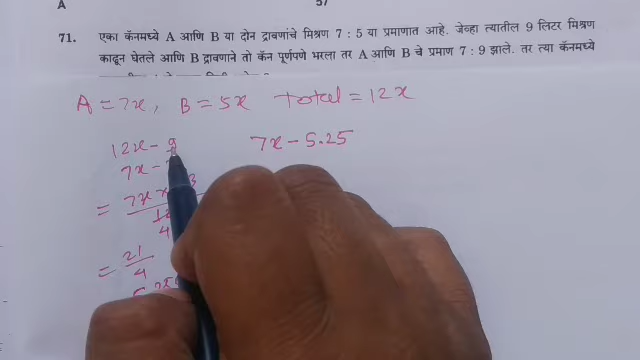 A
57
71. एका कॅनमध्ये A आणि B या दोन द्रावणांचे मिश्रण 7 : 5 या प्रमाणात आहे. जेव्हा त्यातील 9 लिटर मिश्रण
काढून घेतले आणि B द्रावणाने तो कॅन पूर्णपणे भरला तर A आणि B चे प्रमाण 7 : 9 झाले. तर त्या कॅनमध्ये
A = 7x, B = 5x Total = 12x
12x - 9 7x - 5.25
7x -
= 7x x
12
4
= 21
4